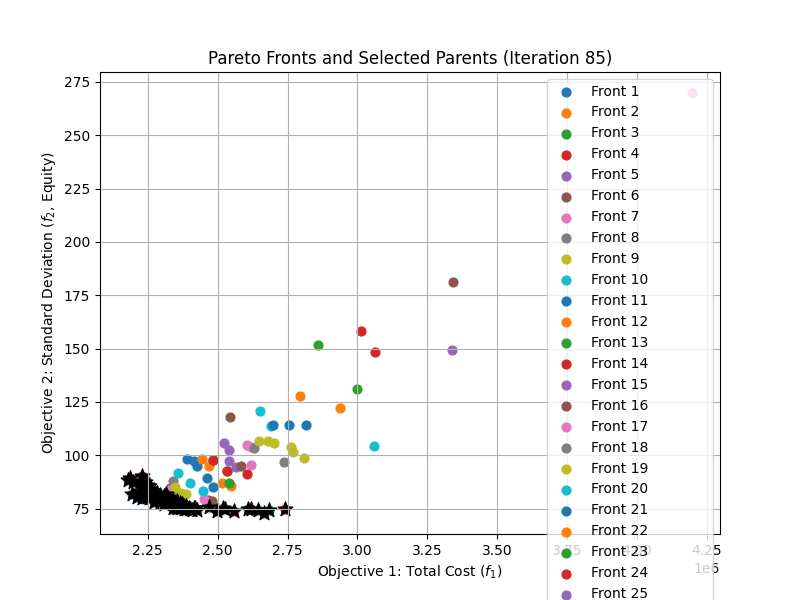 Pareto Fronts and Selected Parents (Iteration 85)
Objective 2: Standard Deviation (f₂, Equity)
275
250
225
200
175
150
125
100
75
2.25
2.50
2.75
3.00
3.25
3.50
3.75
4.00
4.25
1e6
Objective 1: Total Cost (f₁)
Front 1
Front 2
Front 3
Front 4
Front 5
Front 6
Front 7
Front 8
Front 9
Front 10
Front 11
Front 12
Front 13
Front 14
Front 15
Front 16
Front 17
Front 18
Front 19
Front 20
Front 21
Front 22
Front 23
Front 24
Front 25